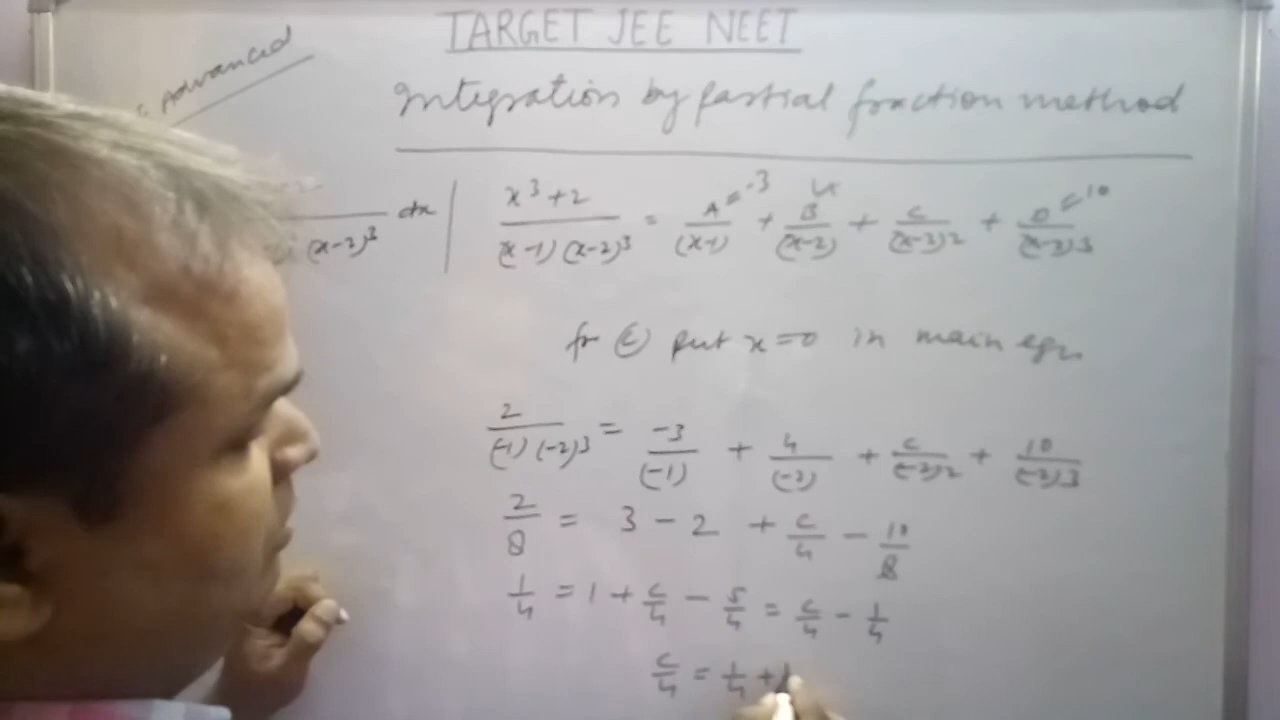 TARGET JEE NEET
Advanced
Integration by partial fraction method
dx
(x-2)³
x³+2 / (x-1)(x-2)³ = A / (x-1) + B / (x-2) + C / (x-2)² + D / (x-2)3
= -3
4
= 10
for (C) put x=0 in main eqn
2 / (-1)(-2)3 = -3 / (-1) + 4 / (-2) + C / (-2)2 + 10 / (-2)3
2/8 = 3 - 2 + C/4 - 10/8
1/4 = 1 + C/4 - 5/4 = C/4 - 1/4
C/4 = 1/4 +